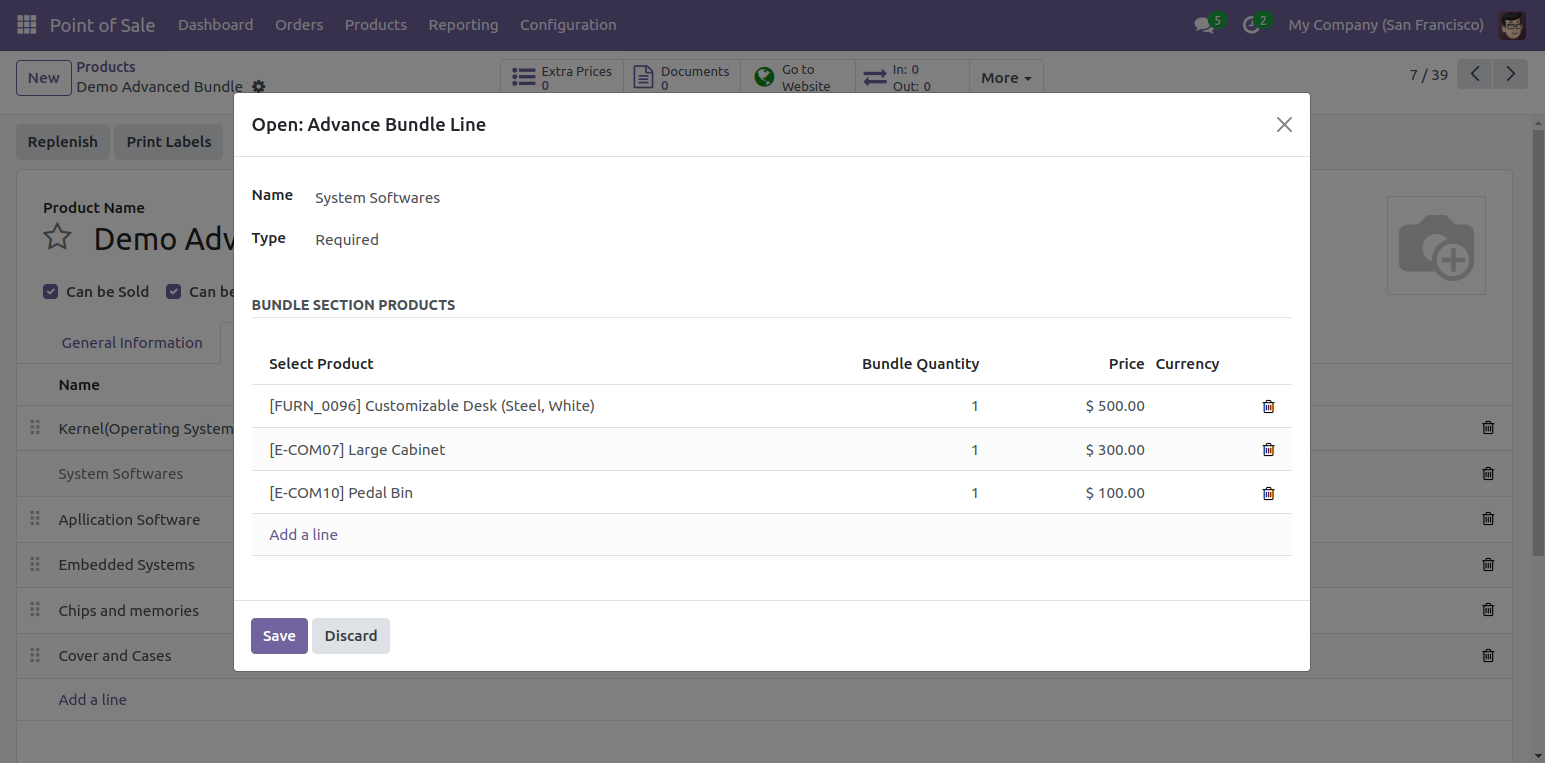 Point of Sale Dashboard Orders Products Reporting Configuration 5 2 My Company (San Francisco)
New Products
Demo Advanced Bundle
Extra Prices 0
Documents 0
Go to Website
In: 0
Out: 0
More
7 / 39
Open: Advance Bundle Line
Replenish Print Labels
Name System Softwares
Product Name
Type Required
Demo Adv
Can be Sold Can be
BUNDLE SECTION PRODUCTS
General Information
Select Product Bundle Quantity Price Currency
Name
[FURN_0096] Customizable Desk (Steel, White) 1 $ 500.00
Kernel(Operating System
[E-COM07] Large Cabinet 1 $ 300.00
System Softwares
[E-COM10] Pedal Bin 1 $ 100.00
Apllication Software
Add a line
Embedded Systems
Chips and memories
Save Discard
Cover and Cases
Add a line